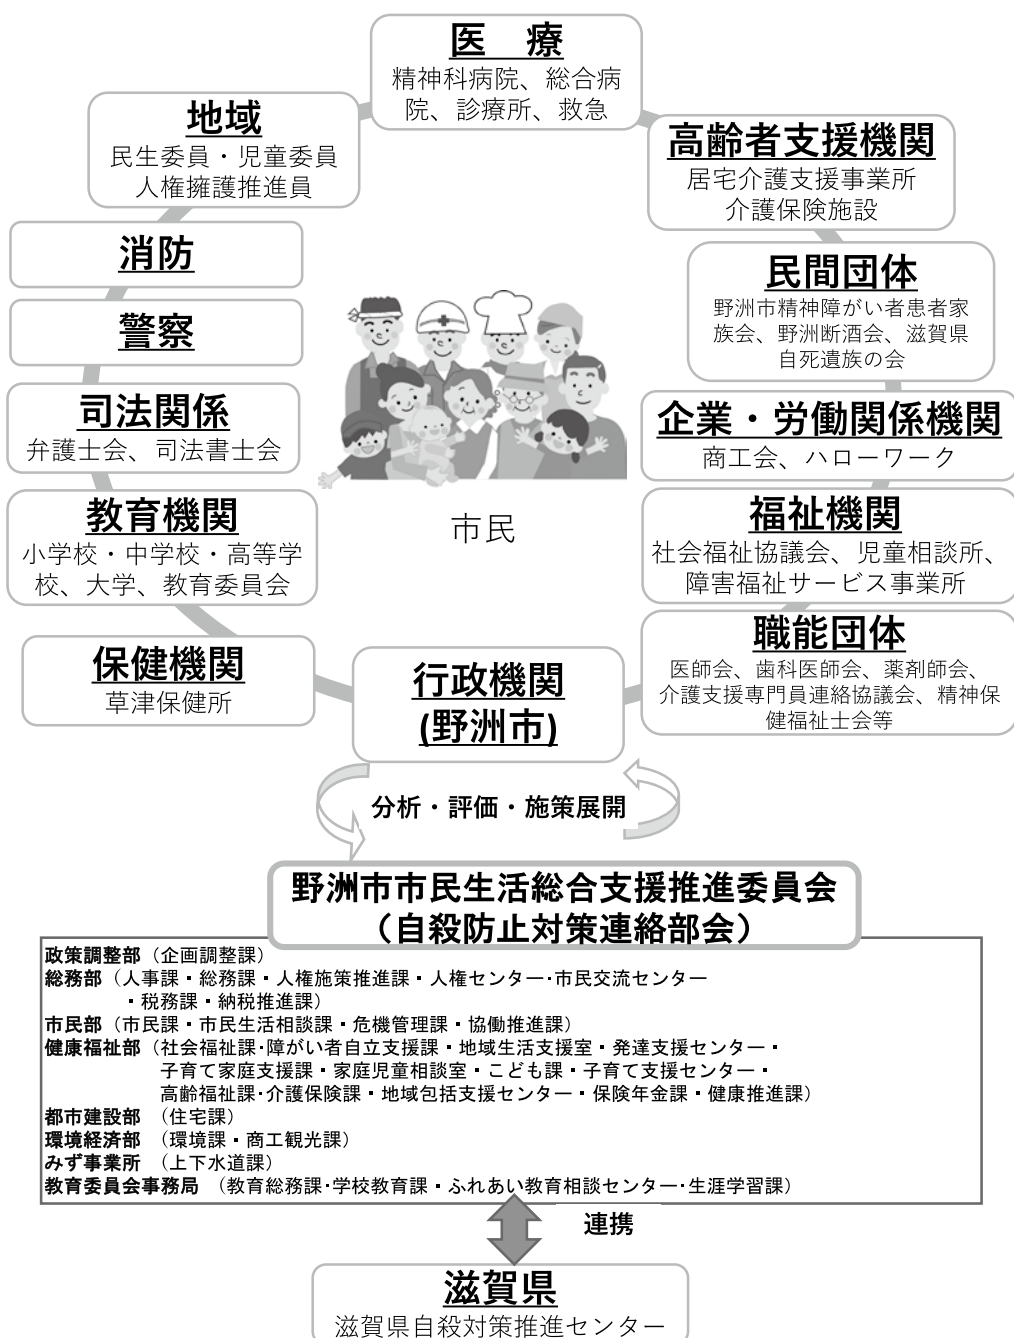 医　療
精神科病院、総合病
院、診療所、救急
地域
民生委員・児童委員
人権擁護推進員
高齢者支援機関
居宅介護支援事業所
介護保険施設
消防
民間団体
野洲市精神障がい者患者家
族会、野洲断酒会、滋賀県
自死遺族の会
警察
司法関係
弁護士会、司法書士会
企業・労働関係機関
商工会、ハローワーク
教育機関
小学校・中学校・高等学
校、大学、教育委員会
市民
福祉機関
社会福祉協議会、児童相談所、
障害福祉サービス事業所
保健機関
草津保健所
行政機関
(野洲市)
職能団体
医師会、歯科医師会、薬剤師会、
介護支援専門員連絡協議会、精神保
健福祉士会等
分析・評価・施策展開
野洲市市民生活総合支援推進委員会
（自殺防止対策連絡部会）
政策調整部（企画調整課）
総務部（人事課・総務課・人権施策推進課・人権センター・市民交流センター
・税務課・納税推進課）
市民部（市民課・市民生活相談課・危機管理課・協働推進課）
健康福祉部（社会福祉課・障がい者自立支援課・地域生活支援室・発達支援センター・
子育て家庭支援課・家庭児童相談室・こども課・子育て支援センター・
高齢福祉課・介護保険課・地域包括支援センター・保険年金課・健康推進課）
都市建設部　（住宅課）
環境経済部　（環境課・商工観光課）
みず事業所　（上下水道課）
教育委員会事務局　（教育総務課・学校教育課・ふれあい教育相談センター・生涯学習課）
連携
滋賀県
滋賀県自殺対策推進センター